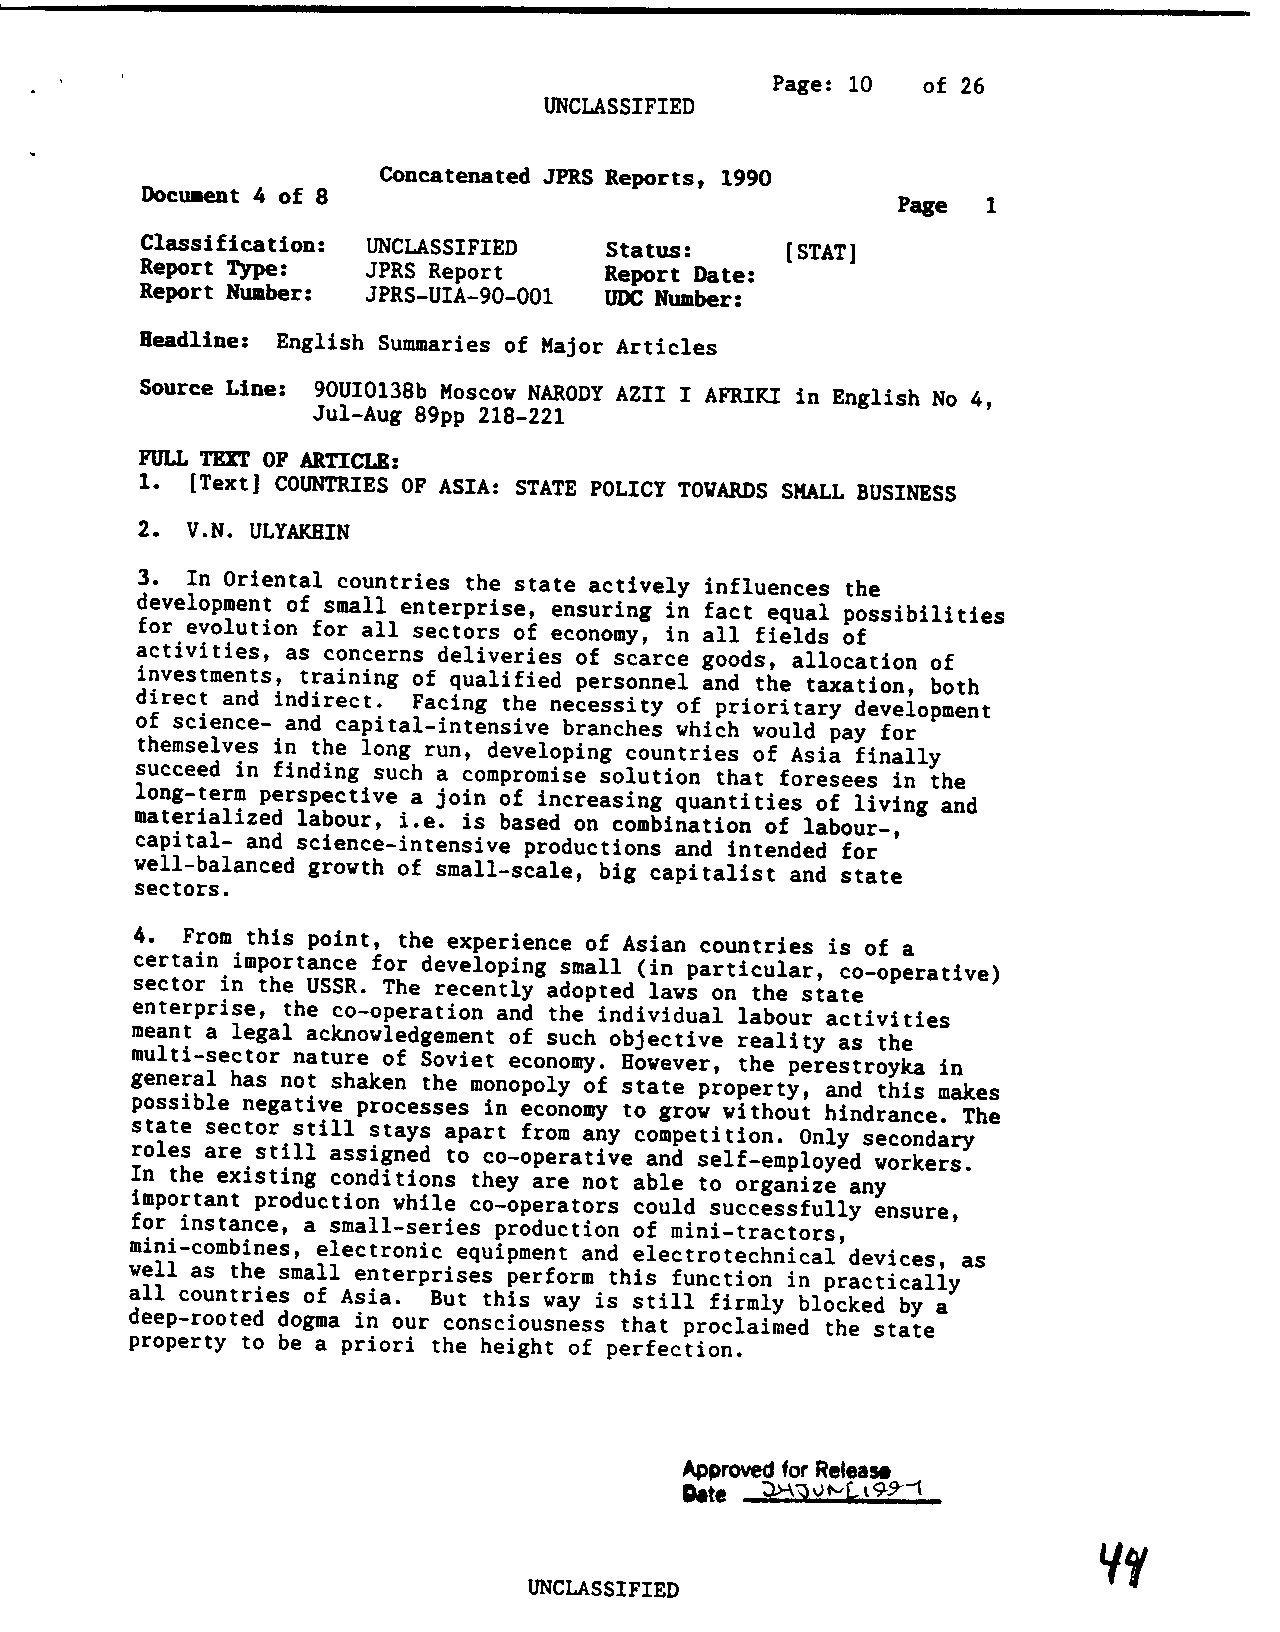 Page: 10 of 26
UNCLASSIFIED
Concatenated JPRS Reports, 1990
Document 4 of 8
Page 1
Classification: UNCLASSIFIED Status: [STAT]
Report Type: JPRS Report Report Date:
Report Number: JPRS-UIA-90-001 UDC Number:
Headline: English Summaries of Major Articles
Source Line: 90UI0138b Moscow NARODY AZII I AFRIKI in English No 4,
Jul-Aug 89pp 218-221
FULL TEXT OF ARTICLE:
1. [Text] COUNTRIES OF ASIA: STATE POLICY TOWARDS SMALL BUSINESS
2. V.N. ULYAKHIN
3. In Oriental countries the state actively influences the
development of small enterprise, ensuring in fact equal possibilities
for evolution for all sectors of economy, in all fields of
activities, as concerns deliveries of scarce goods, allocation of
investments, training of qualified personnel and the taxation, both
direct and indirect. Facing the necessity of prioritary development
of science- and capital-intensive branches which would pay for
themselves in the long run, developing countries of Asia finally
succeed in finding such a compromise solution that foresees in the
long-term perspective a join of increasing quantities of living and
materialized labour, i.e. is based on combination of labour-,
capital- and science-intensive productions and intended for
well-balanced growth of small-scale, big capitalist and state
sectors.
4. From this point, the experience of Asian countries is of a
certain importance for developing small (in particular, co-operative)
sector in the USSR. The recently adopted laws on the state
enterprise, the co-operation and the individual labour activities
meant a legal acknowledgement of such objective reality as the
multi-sector nature of Soviet economy. However, the perestroyka in
general has not shaken the monopoly of state property, and this makes
possible negative processes in economy to grow without hindrance. The
state sector still stays apart from any competition. Only secondary
roles are still assigned to co-operative and self-employed workers.
In the existing conditions they are not able to organize any
important production while co-operators could successfully ensure,
for instance, a small-series production of mini-tractors,
mini-combines, electronic equipment and electrotechnical devices, as
well as the small enterprises perform this function in practically
all countries of Asia. But this way is still firmly blocked by a
deep-rooted dogma in our consciousness that proclaimed the state
property to be a priori the height of perfection.
Approved for Release
Date JUNE 199
UNCLASSIFIED